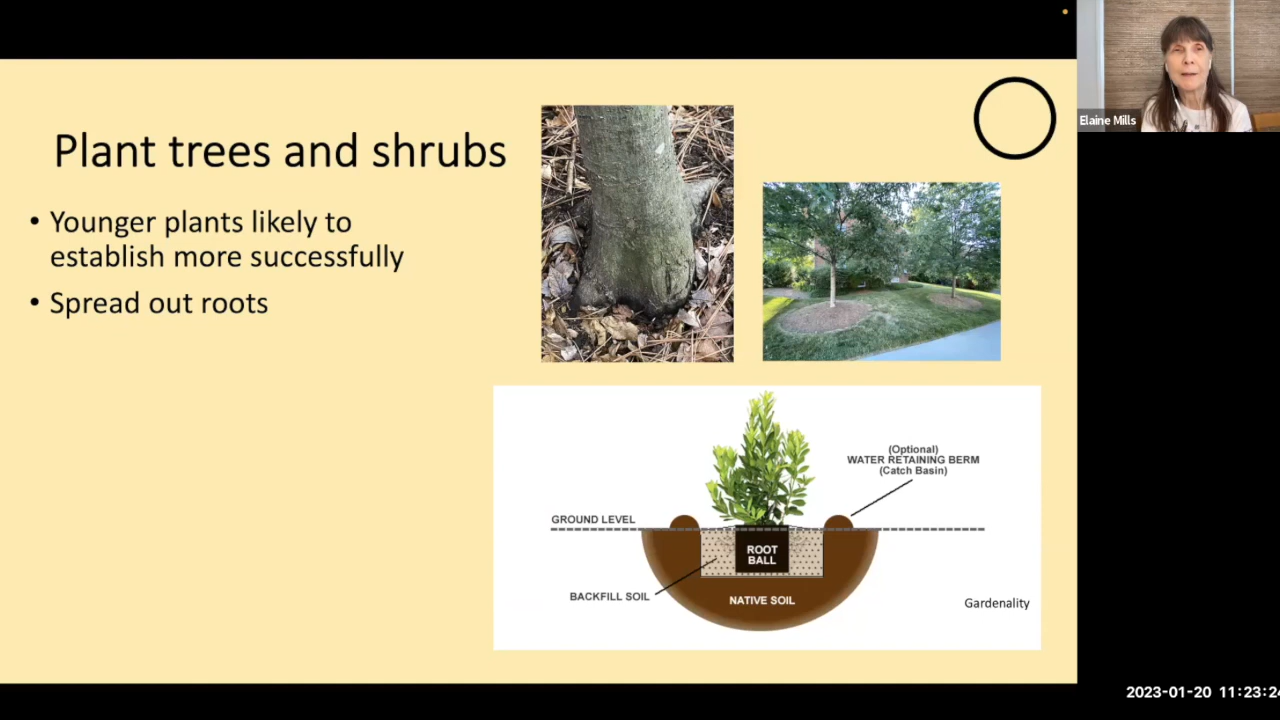 Plant trees and shrubs
• Younger plants likely to
establish more successfully
• Spread out roots
(Optional)
WATER RETAINING BERM
(Catch Basin)
GROUND LEVEL
ROOT
BALL
BACKFILL SOIL
NATIVE SOIL
Gardenality
Elaine Mills
2023-01-20 11:23:24